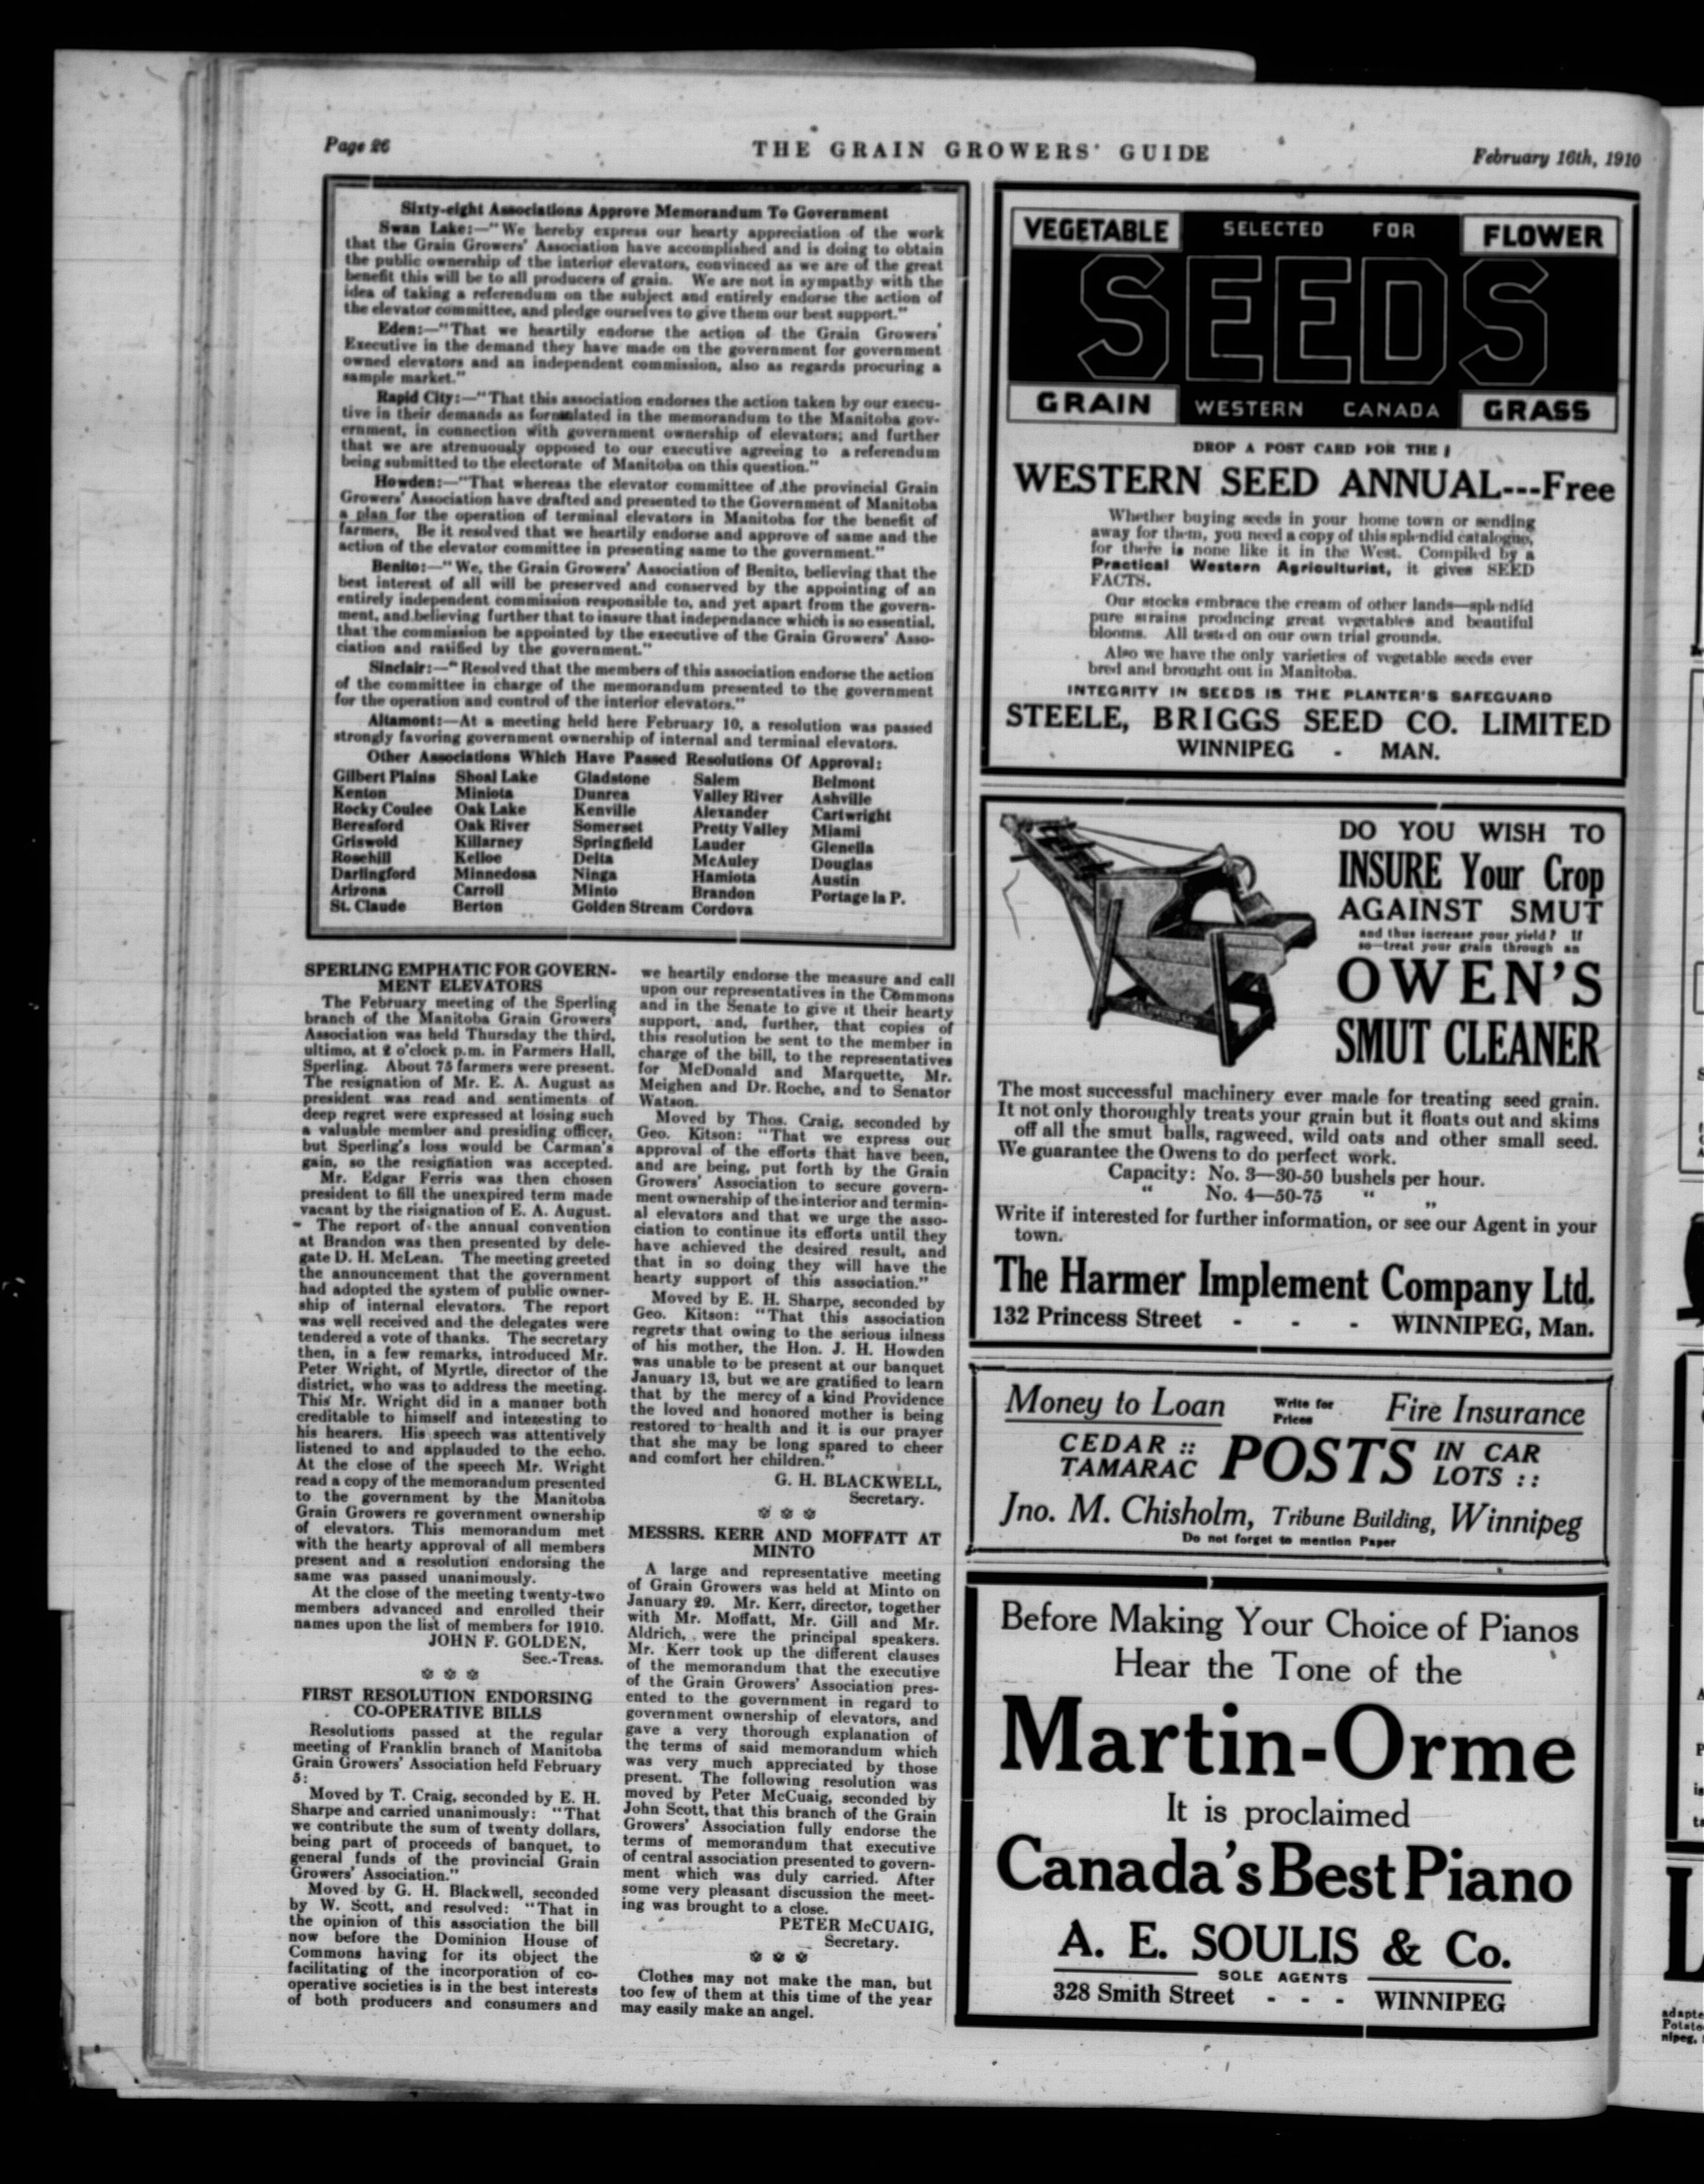 Page 26
THE GRAIN GROWERS' GUIDE
February 16th, 1910
Sixty-eight Associations Approve Memorandum To Government
Swan Lake:—"We hereby express our hearty appreciation of the work
that the Grain Growers' Association have accomplished and is doing to obtain
the public ownership of the interior elevators, convinced as we are of the great
benefit this will be to all producers of grain. We are not in sympathy with the
idea of taking a referendum on the subject and entirely endorse the action of
the elevator committee, and pledge ourselves to give them our best support."
Eden:—"That we heartily endorse the action of the Grain Growers'
Executive in the demand they have made on the government for government
owned elevators and an independent commission, also as regards procuring a
sample market."
Rapid City:—"That this association endorses the action taken by our execu-
tive in their demands as formulated in the memorandum to the Manitoba gov-
ernment, in connection with government ownership of elevators; and further
that we are strenuously opposed to our executive agreeing to a referendum
being submitted to the electorate of Manitoba on this question."
Howden:—"That whereas the elevator committee of the provincial Grain
Growers' Association have drafted and presented to the Government of Manitoba
a plan for the operation of terminal elevators in Manitoba for the benefit of
farmers, Be it resolved that we heartily endorse and approve of same and the
action of the elevator committee in presenting same to the government."
Benito:—"We, the Grain Growers' Association of Benito, believing that the
best interest of all will be preserved and conserved by the appointing of an
entirely independent commission responsible to, and yet apart from the govern-
ment, and believing further that to insure that independance which is so essential,
that the commission be appointed by the executive of the Grain Growers' Asso-
ciation and ratified by the government."
Sinclair:—"Resolved that the members of this association endorse the action
of the committee in charge of the memorandum presented to the government
for the operation and control of the interior elevators."
Altamont:—At a meeting held here February 10, a resolution was passed
strongly favoring government ownership of internal and terminal elevators.
Other Associations Which Have Passed Resolutions Of Approval:
Gilbert Plains Shoal Lake Gladstone Salem Belmont
Kenton Miniota Dunrea Valley River Ashville
Rocky Coulee Oak Lake Kenville Alexander Cartwright
Beresford Oak River Somerset Pretty Valley Miami
Griswold Killarney Springfield Lauder Glenella
Rosehill Kelloe Delta McAuley Douglas
Darlingford Minnedosa Ninga Hamiota Austin
Arizona Carroll Minto Brandon Portage la P.
St. Claude Berton Golden Stream Cordova
SPERLING EMPHATIC FOR GOVERN-
MENT ELEVATORS
The February meeting of the Sperling
branch of the Manitoba Grain Growers'
Association was held Thursday the third,
ultimo, at 2 o'clock p.m. in Farmers Hall,
Sperling. About 75 farmers were present.
The resignation of Mr. E. A. August as
president was read and sentiments of
deep regret were expressed at losing such
a valuable member and presiding officer,
but Sperling's loss would be Carman's
gain, so the resignation was accepted.
Mr. Edgar Ferris was then chosen
president to fill the unexpired term made
vacant by the risignation of E. A. August.
The report of the annual convention
at Brandon was then presented by dele-
gate D. H. McLean. The meeting greeted
the announcement that the government
had adopted the system of public owner-
ship of internal elevators. The report
was well received and the delegates were
tendered a vote of thanks. The secretary
then, in a few remarks, introduced Mr.
Peter Wright, of Myrtle, director of the
district, who was to address the meeting.
This Mr. Wright did in a manner both
creditable to himself and interesting to
his hearers. His speech was attentively
listened to and applauded to the echo.
At the close of the speech Mr. Wright
read a copy of the memorandum presented
to the government by the Manitoba
Grain Growers re government ownership
of elevators. This memorandum met
with the hearty approval of all members
present and a resolution endorsing the
same was passed unanimously.
At the close of the meeting twenty-two
members advanced and enrolled their
names upon the list of members for 1910.
JOHN F. GOLDEN,
Sec.-Treas.
FIRST RESOLUTION ENDORSING
CO-OPERATIVE BILLS
Resolutions passed at the regular
meeting of Franklin branch of Manitoba
Grain Growers' Association held February
5:
Moved by T. Craig, seconded by E. H.
Sharpe and carried unanimously: "That
we contribute the sum of twenty dollars,
being part of proceeds of banquet, to
general funds of the provincial Grain
Growers' Association."
Moved by G. H. Blackwell, seconded
by W. Scott, and resolved: "That in
the opinion of this association the bill
now before the Dominion House of
Commons having for its object the
facilitating of the incorporation of co-
operative societies is in the best interests
of both producers and consumers and
we heartily endorse the measure and call
upon our representatives in the Commons
and in the Senate to give it their hearty
support, and, further, that copies of
this resolution be sent to the member in
charge of the bill, to the representatives
for McDonald and Marquette, Mr.
Meighen and Dr. Roche, and to Senator
Watson.
Moved by Thos. Craig, seconded by
Geo. Kitson: "That we express our
approval of the efforts that have been,
and are being, put forth by the Grain
Growers' Association to secure govern-
ment ownership of the interior and termin-
al elevators and that we urge the asso-
ciation to continue its efforts until they
have achieved the desired result, and
that in so doing they will have the
hearty support of this association."
Moved by E. H. Sharpe, seconded by
Geo. Kitson: "That this association
regrets that owing to the serious illness
of his mother, the Hon. J. H. Howden
was unable to be present at our banquet
January 13, but we are gratified to learn
that by the mercy of a kind Providence
the loved and honored mother is being
restored to health and it is our prayer
that she may be long spared to cheer
and comfort her children."
G. H. BLACKWELL,
Secretary.
MESSRS. KERR AND MOFFATT AT
MINTO
A large and representative meeting
of Grain Growers was held at Minto on
January 29. Mr. Kerr, director, together
with Mr. Moffatt, Mr. Gill and Mr.
Aldrich, were the principal speakers.
Mr. Kerr took up the different clauses
of the memorandum that the executive
of the Grain Growers' Association pres-
ented to the government in regard to
government ownership of elevators, and
gave a very thorough explanation of
the terms of said memorandum which
was very much appreciated by those
present. The following resolution was
moved by Peter McCuaig, seconded by
John Scott, that this branch of the Grain
Growers' Association fully endorse the
terms of memorandum that executive
of central association presented to govern-
ment which was duly carried. After
some very pleasant discussion the meet-
ing was brought to a close.
PETER McCUAIG,
Secretary.
Clothes may not make the man, but
too few of them at this time of the year
may easily make an angel.
VEGETABLE SELECTED FOR FLOWER
SEEDS
GRAIN WESTERN CANADA GRASS
DROP A POST CARD FOR THE
WESTERN SEED ANNUAL---Free
Whether buying seeds in your home town or sending
away for them, you need a copy of this splendid catalogue,
for there is none like it in the West. Compiled by a
Practical Western Agriculturist, it gives SEED
FACTS.
Our stocks embrace the cream of other lands—splendid
pure strains producing great vegetables and beautiful
blooms. All tested on our own trial grounds.
Also we have the only varieties of vegetable seeds ever
bred and brought out in Manitoba.
INTEGRITY IN SEEDS IS THE PLANTER'S SAFEGUARD
STEELE, BRIGGS SEED CO. LIMITED
WINNIPEG - MAN.
DO YOU WISH TO
INSURE Your Crop
AGAINST SMUT
and thus increase your yield? If
so—treat your grain through an
OWEN'S
SMUT CLEANER
The most successful machinery ever made for treating seed grain.
It not only thoroughly treats your grain but it floats out and skims
off all the smut balls, ragweed, wild oats and other small seed.
We guarantee the Owens to do perfect work.
Capacity: No. 3—30-50 bushels per hour.
" No. 4—50-75 " "
Write if interested for further information, or see our Agent in your
town.
The Harmer Implement Company Ltd.
132 Princess Street - - - WINNIPEG, Man.
Money to Loan Write for Prices Fire Insurance
CEDAR :: TAMARAC POSTS IN CAR LOTS ::
Jno. M. Chisholm, Tribune Building, Winnipeg
Do not forget to mention Paper
Before Making Your Choice of Pianos
Hear the Tone of the
Martin-Orme
It is proclaimed
Canada's Best Piano
A. E. SOULIS & Co.
SOLE AGENTS
328 Smith Street - - - WINNIPEG
adapte
Potato
nipeg,